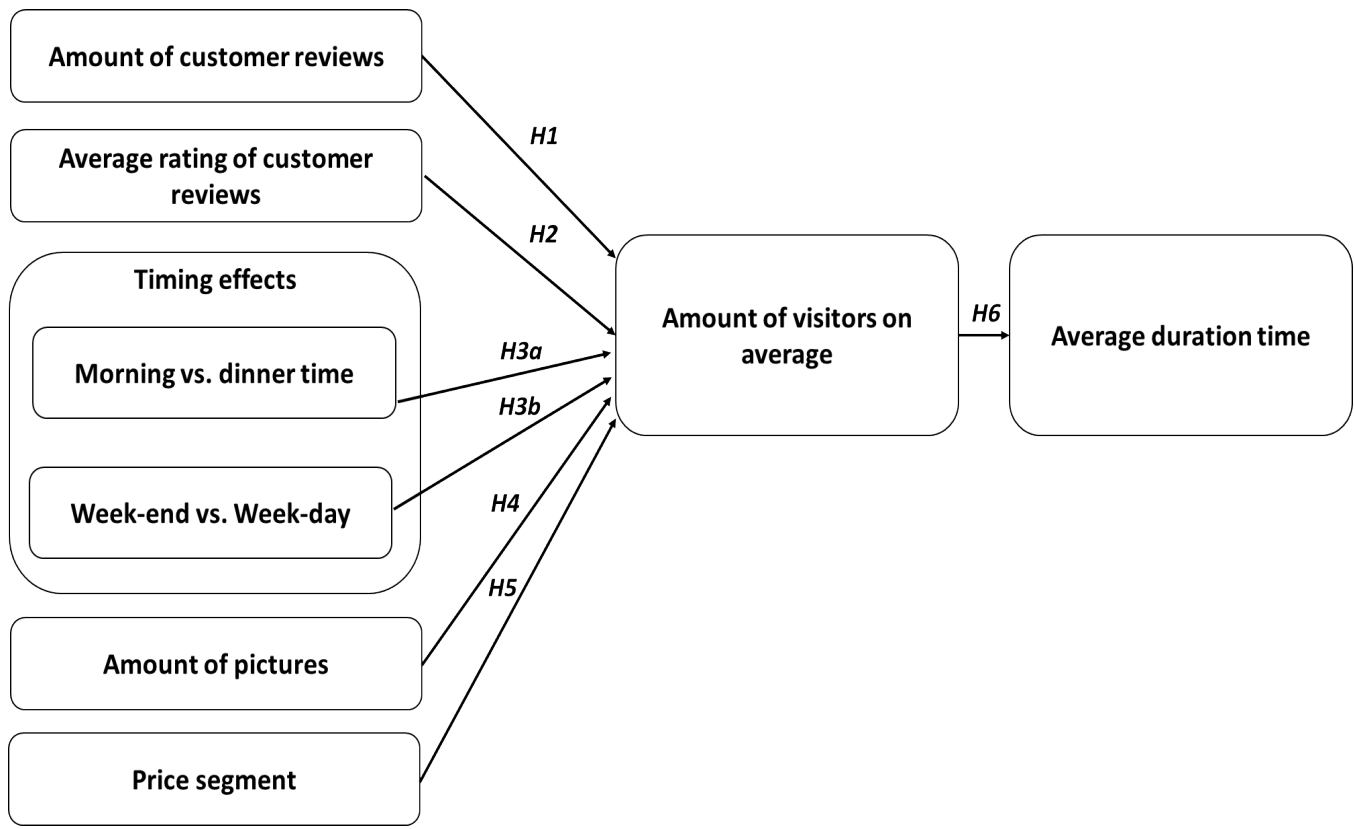 Amount of customer reviews
H1
Average rating of customer
reviews
H2
Timing effects
Morning vs. dinner time
H3a
Week-end vs. Week-day
H3b
Amount of pictures
H4
Price segment
H5
Amount of visitors on
average
H6
Average duration time